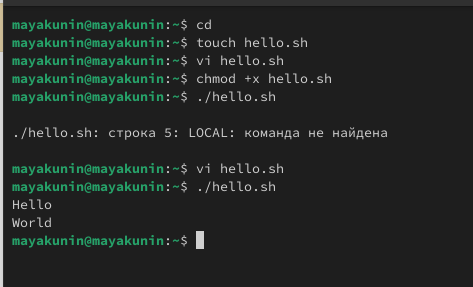 mayakunin@mayakunin:~$ cd
mayakunin@mayakunin:~$ touch hello.sh
mayakunin@mayakunin:~$ vi hello.sh
mayakunin@mayakunin:~$ chmod +x hello.sh
mayakunin@mayakunin:~$ ./hello.sh
./hello.sh: строка 5: LOCAL: команда не найдена
mayakunin@mayakunin:~$ vi hello.sh
mayakunin@mayakunin:~$ ./hello.sh
Hello
World
mayakunin@mayakunin:~$